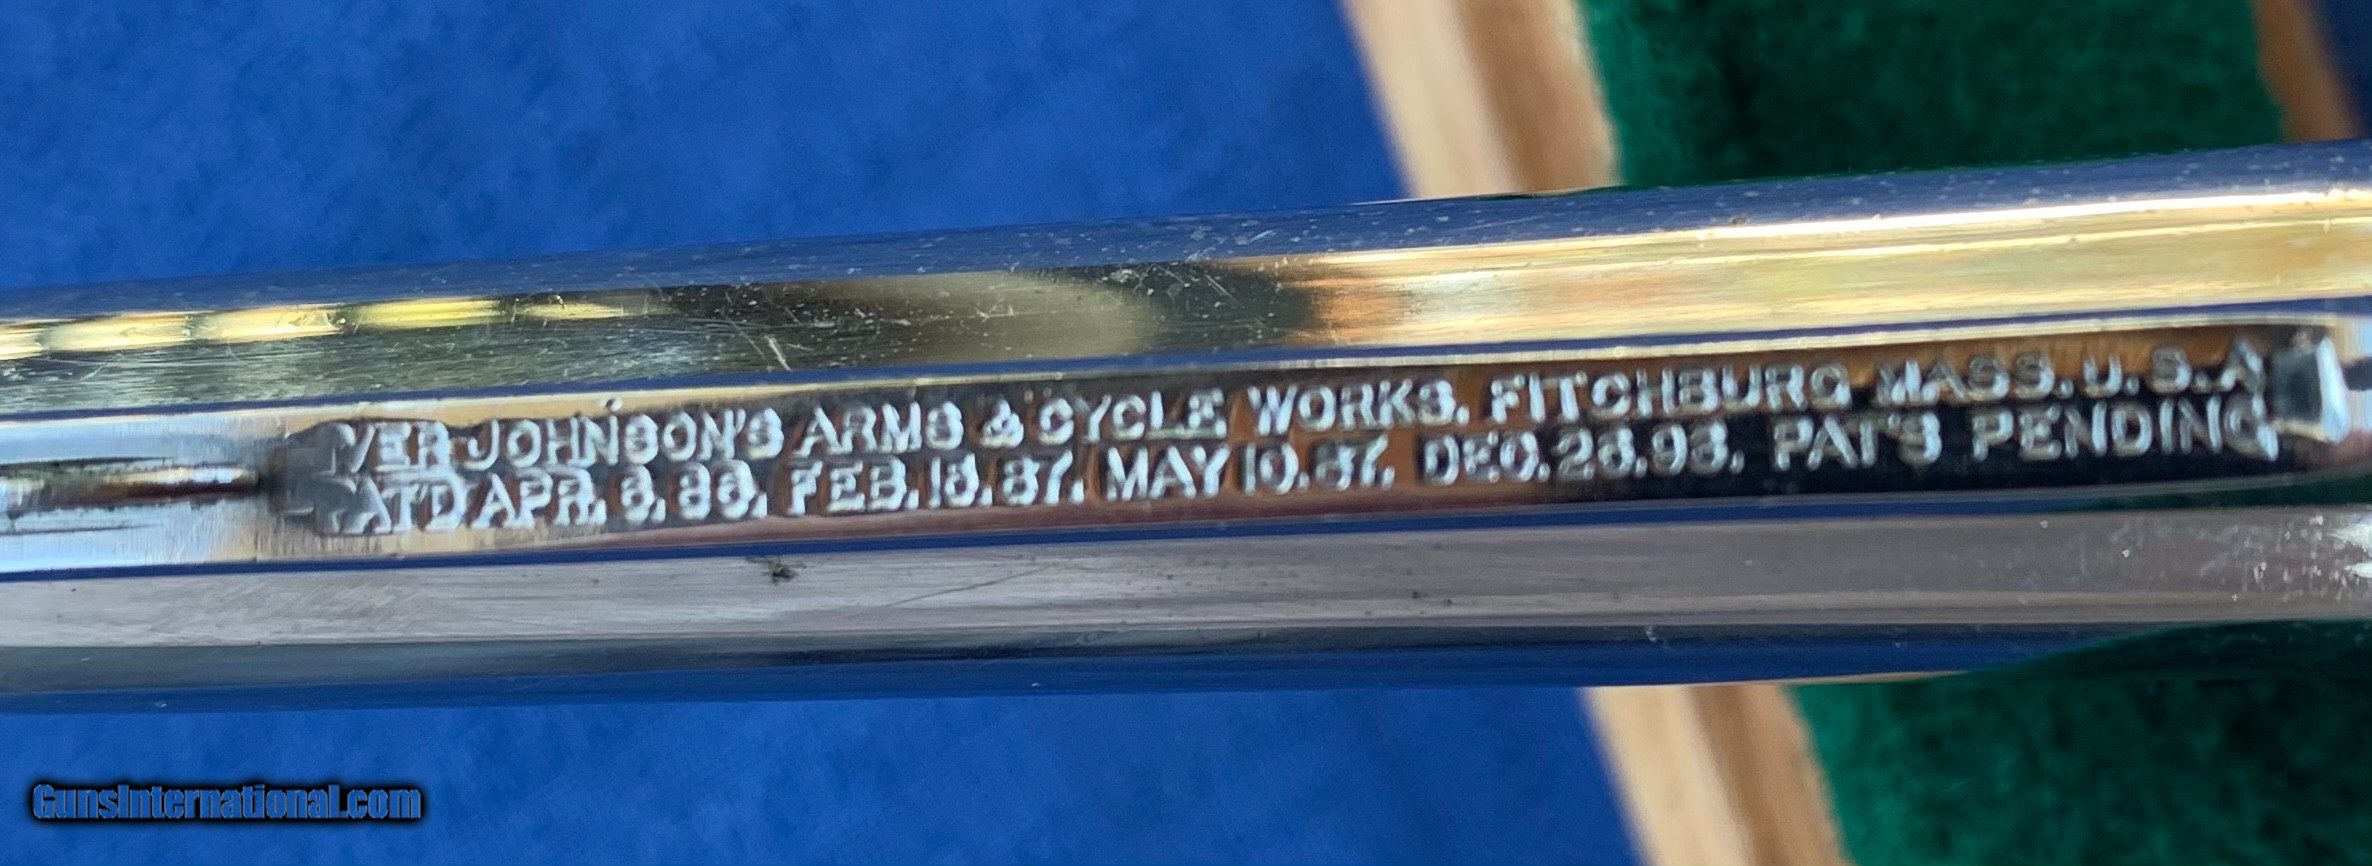 IVER JOHNSON'S ARMS & CYCLE WORKS. FITCHBURG MASS. U.S.A
PAT'D APR. 6.86. FEB. 15.87. MAY 10.87. DEC. 26.93. PAT'S PENDING
GunsInternational.com